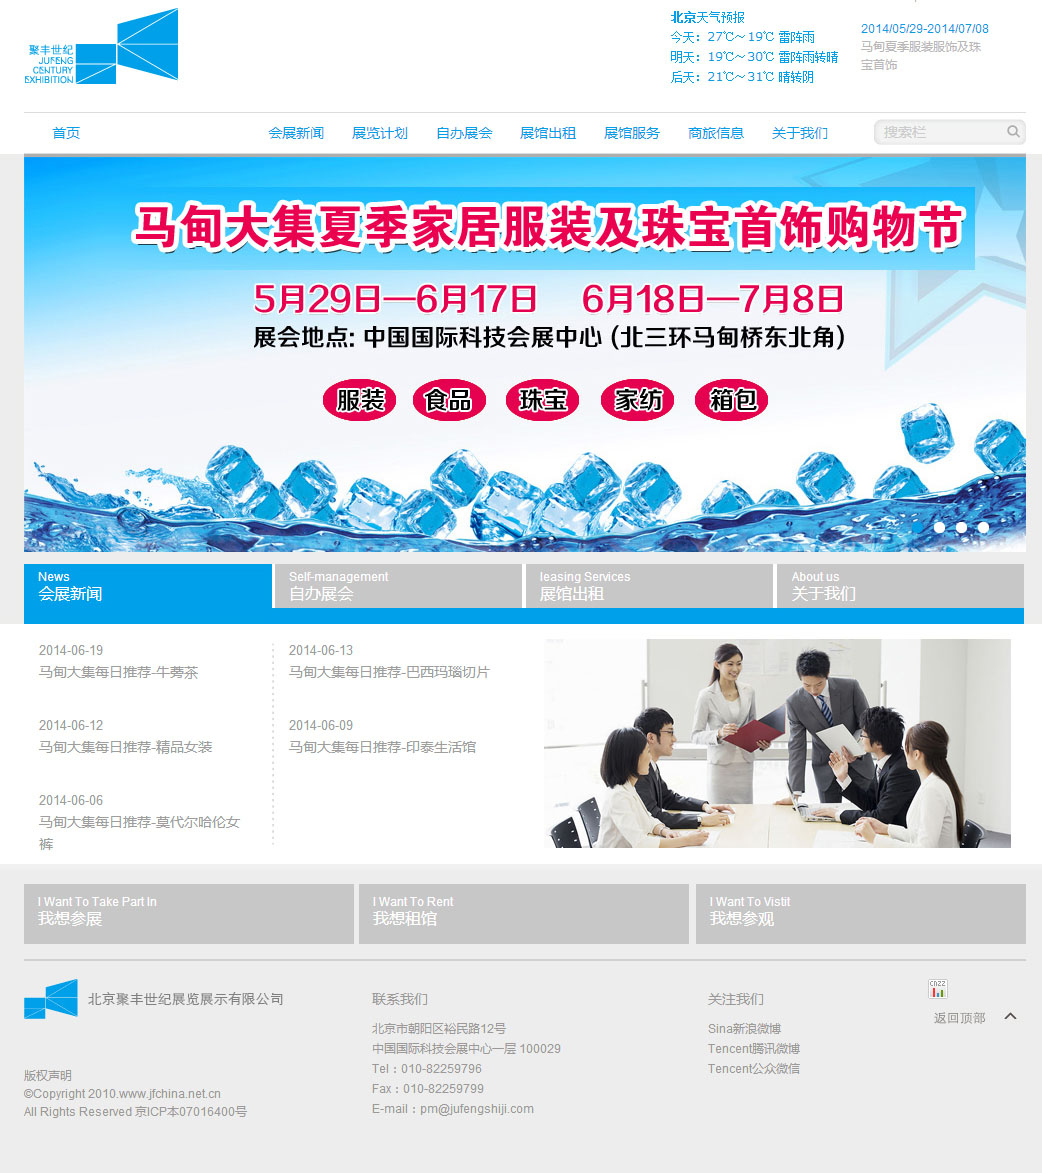 聚丰世纪
JUFENG
CENTURY
EXHIBITION
北京天气预报
今天：27℃～19℃ 雷阵雨
明天：19℃～30℃ 雷阵雨转晴
后天：21℃～31℃ 晴转阴
2014/05/29-2014/07/08
马甸夏季服装服饰及珠
宝首饰
首页
会展新闻
展览计划
自办展会
展馆出租
展馆服务
商旅信息
关于我们
搜索栏
马甸大集夏季家居服装及珠宝首饰购物节
5月29日—6月17日 6月18日—7月8日
展会地点: 中国国际科技会展中心 (北三环马甸桥东北角)
服装 食品 珠宝 家纺 箱包
News
会展新闻
Self-management
自办展会
leasing Services
展馆出租
About us
关于我们
2014-06-19
马甸大集每日推荐-牛蒡茶
2014-06-13
马甸大集每日推荐-巴西玛瑙切片
2014-06-12
马甸大集每日推荐-精品女装
2014-06-09
马甸大集每日推荐-印泰生活馆
2014-06-06
马甸大集每日推荐-莫代尔哈伦女
裤
I Want To Take Part In
我想参展
I Want To Rent
我想租馆
I Want To Vistit
我想参观
北京聚丰世纪展览展示有限公司
版权声明
©Copyright 2010.www.jfchina.net.cn
All Rights Reserved 京ICP本07016400号
联系我们
北京市朝阳区裕民路12号
中国国际科技会展中心一层 100029
Tel：010-82259796
Fax：010-82259799
E-mail：pm@jufengshiji.com
关注我们
Sina新浪微博
Tencent腾讯微博
Tencent公众微信
cnzz
返回顶部